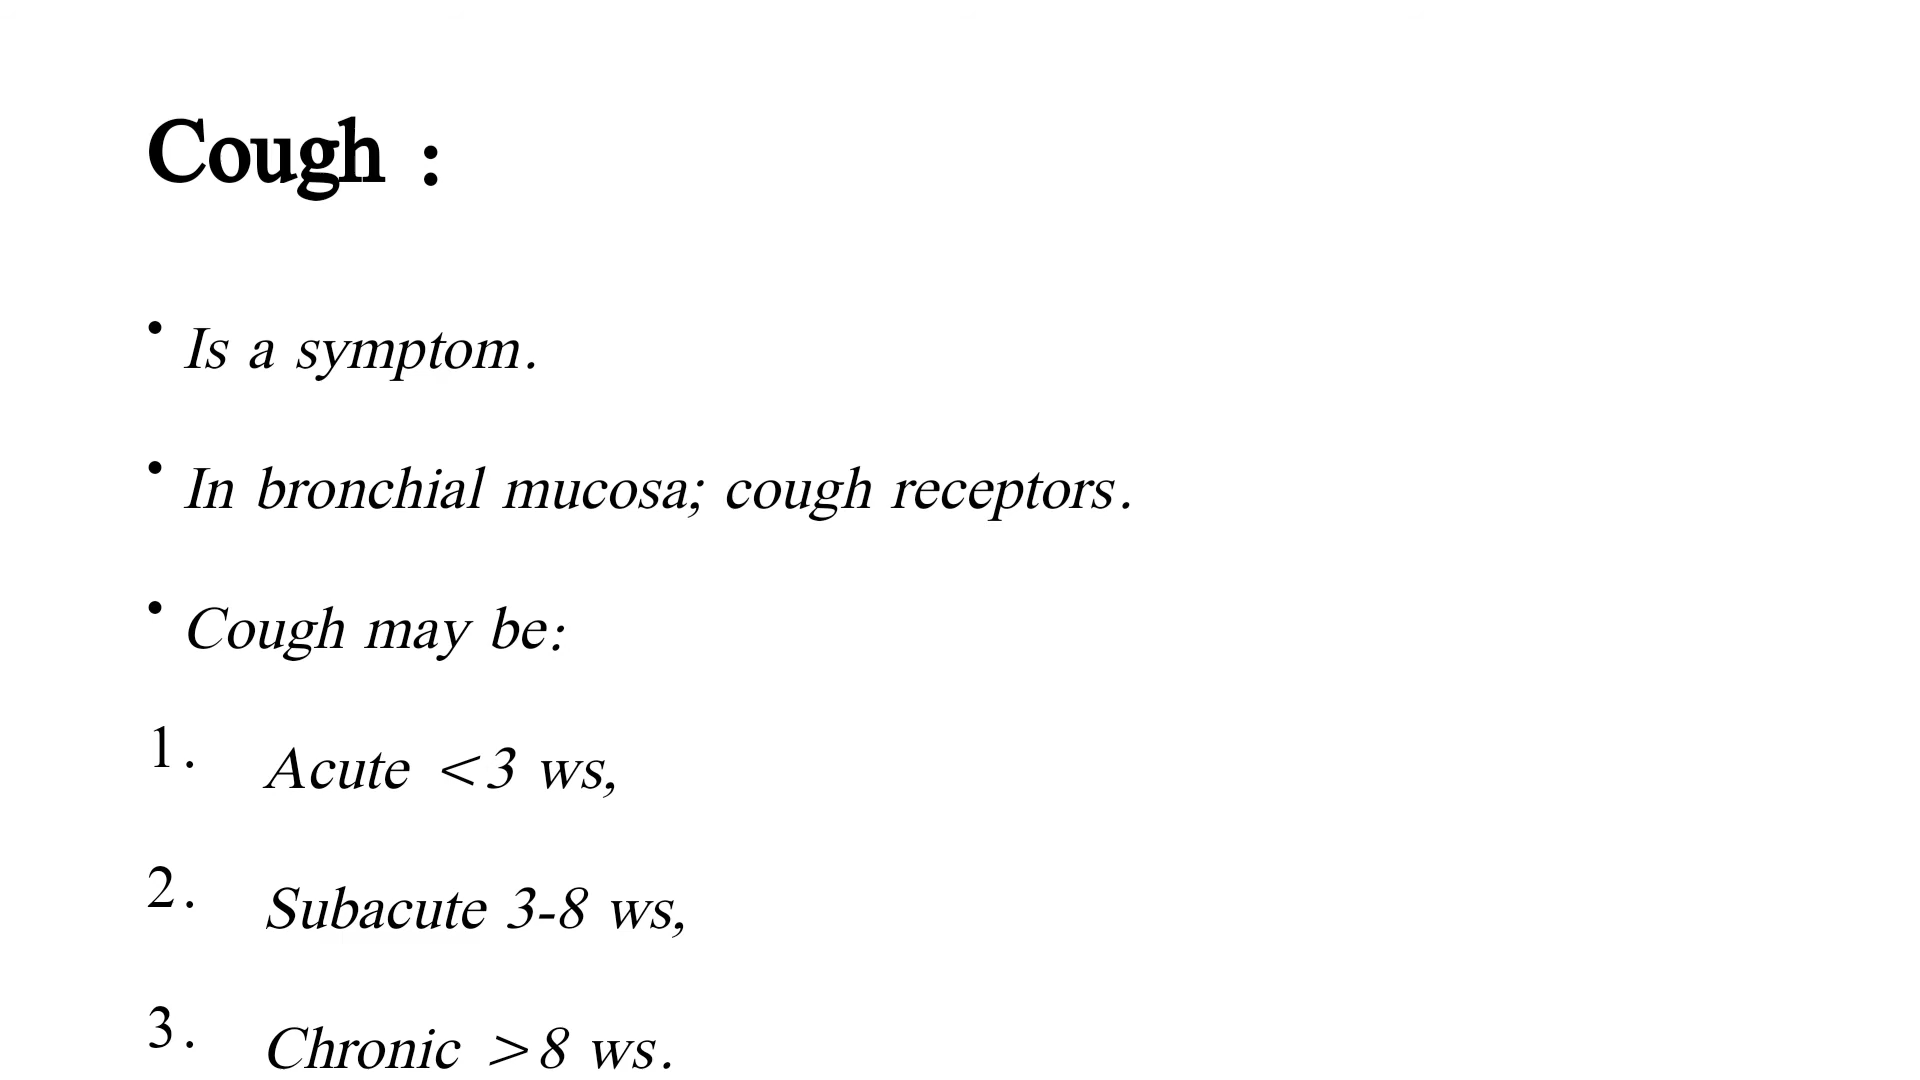 Cough :
• Is a symptom.
• In bronchial mucosa; cough receptors.
• Cough may be:
1. Acute <3 ws,
2. Subacute 3-8 ws,
3. Chronic >8 ws.